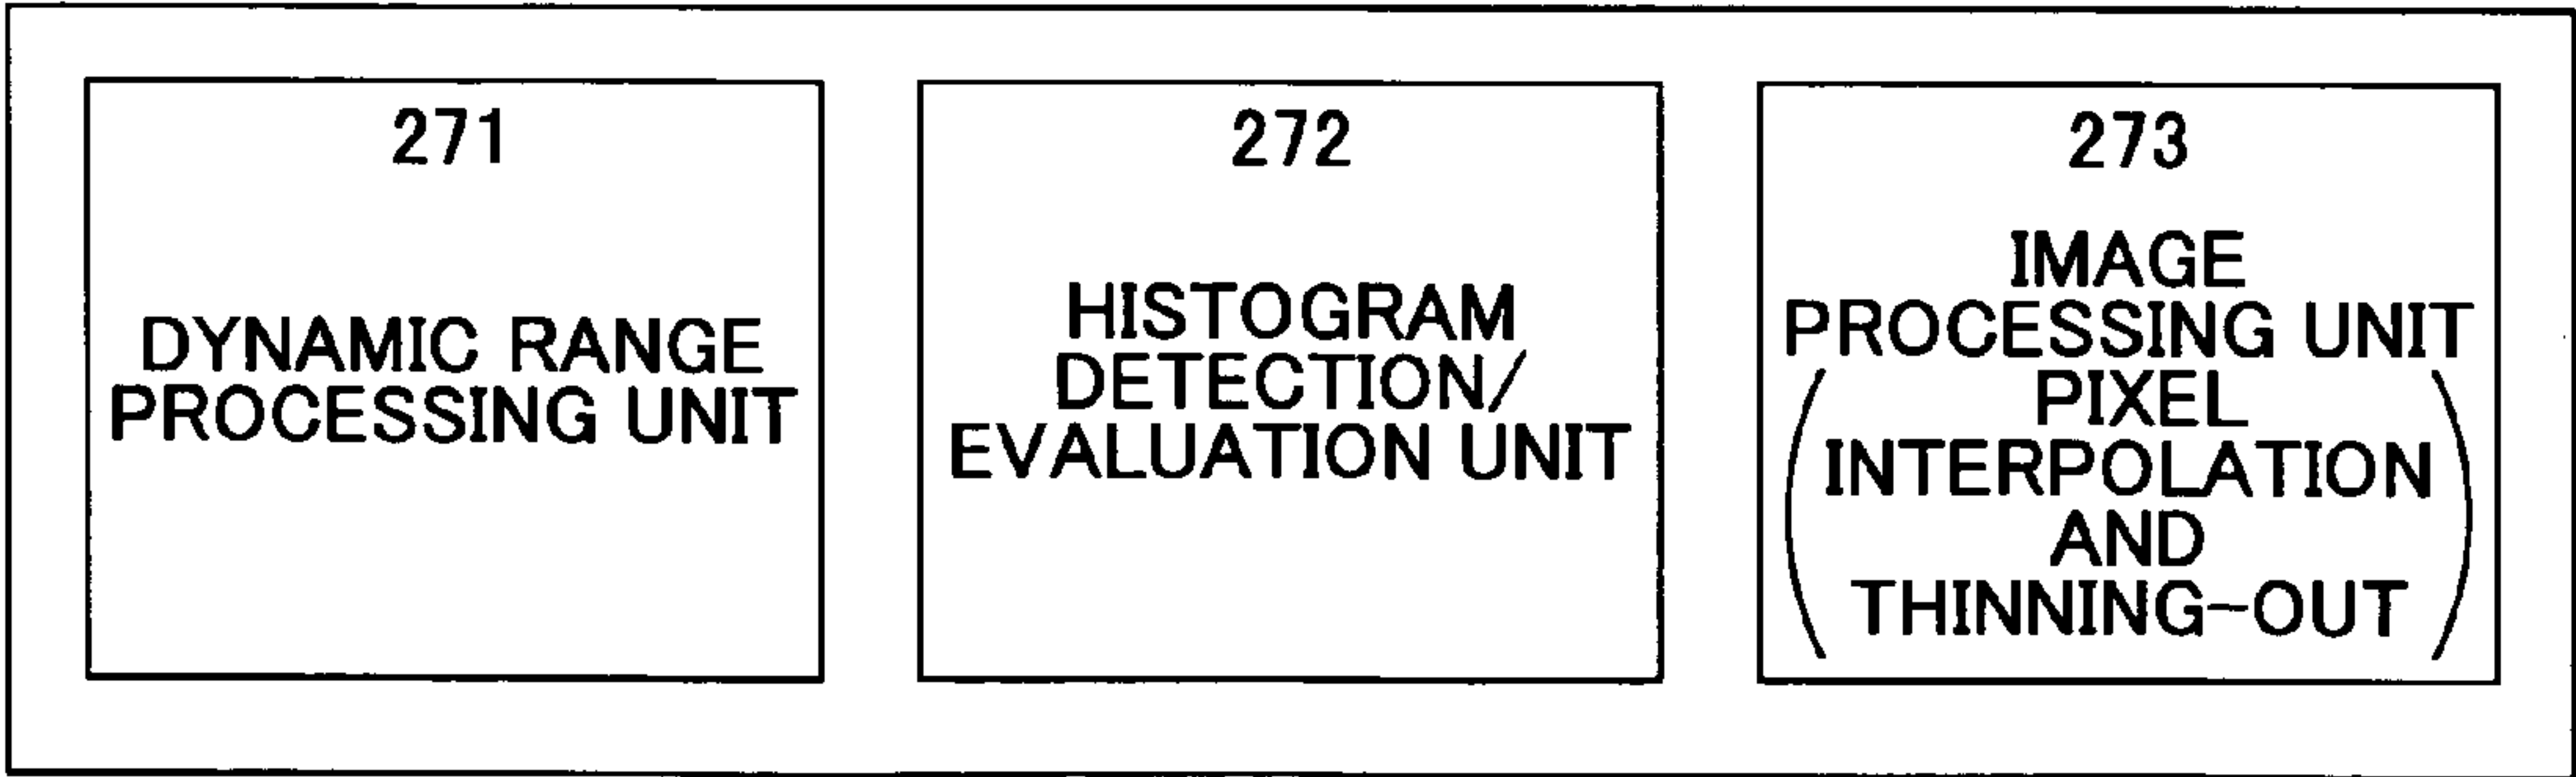 271
DYNAMIC RANGE
PROCESSING UNIT
272
HISTOGRAM
DETECTION/
EVALUATION UNIT
273
IMAGE
PROCESSING UNIT
(PIXEL
INTERPOLATION
AND
THINNING-OUT)